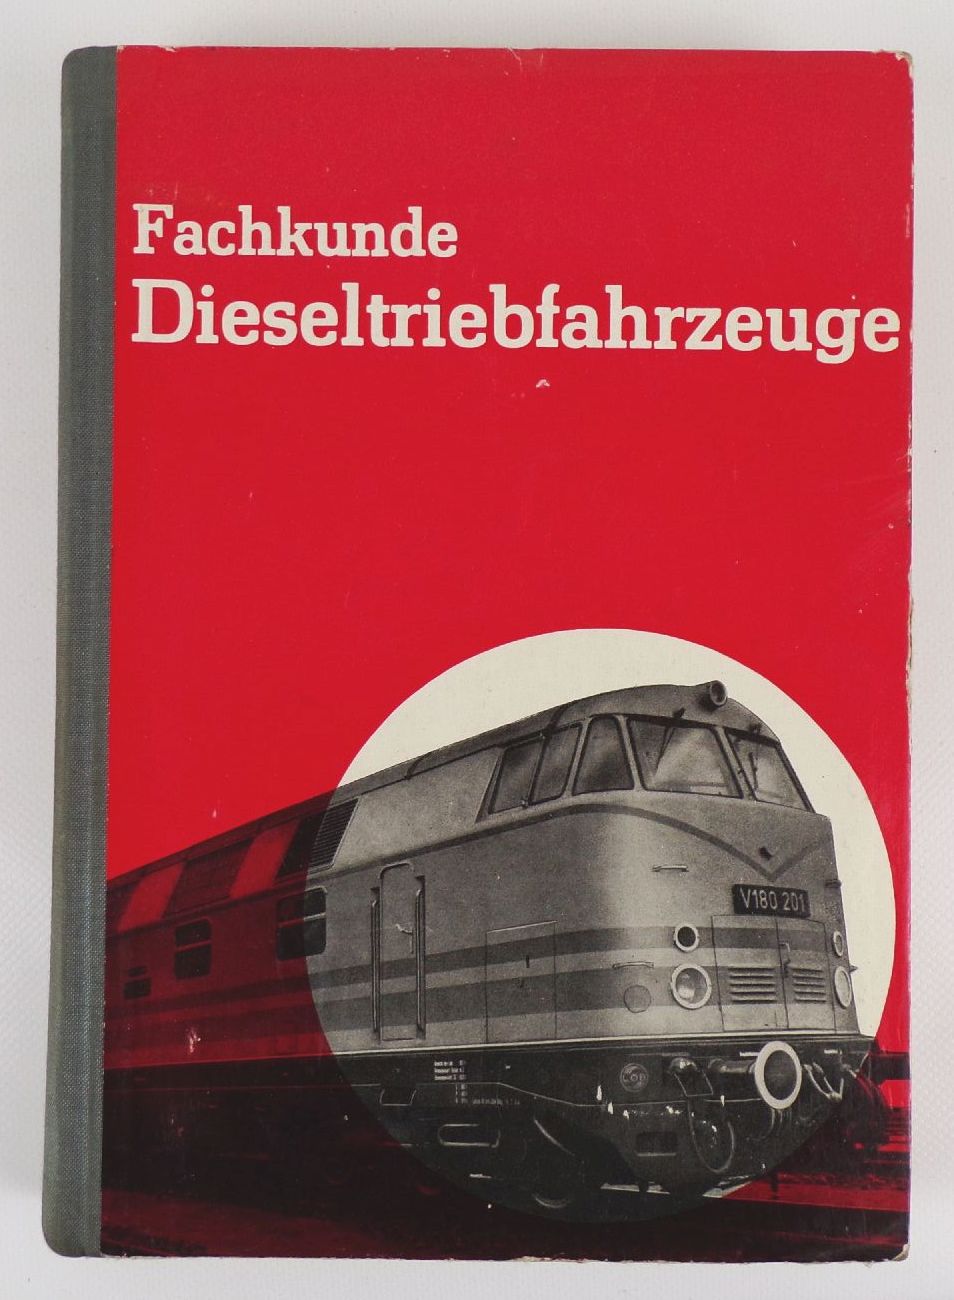 Fachkunde
Dieseltriebfahrzeuge
V180 201